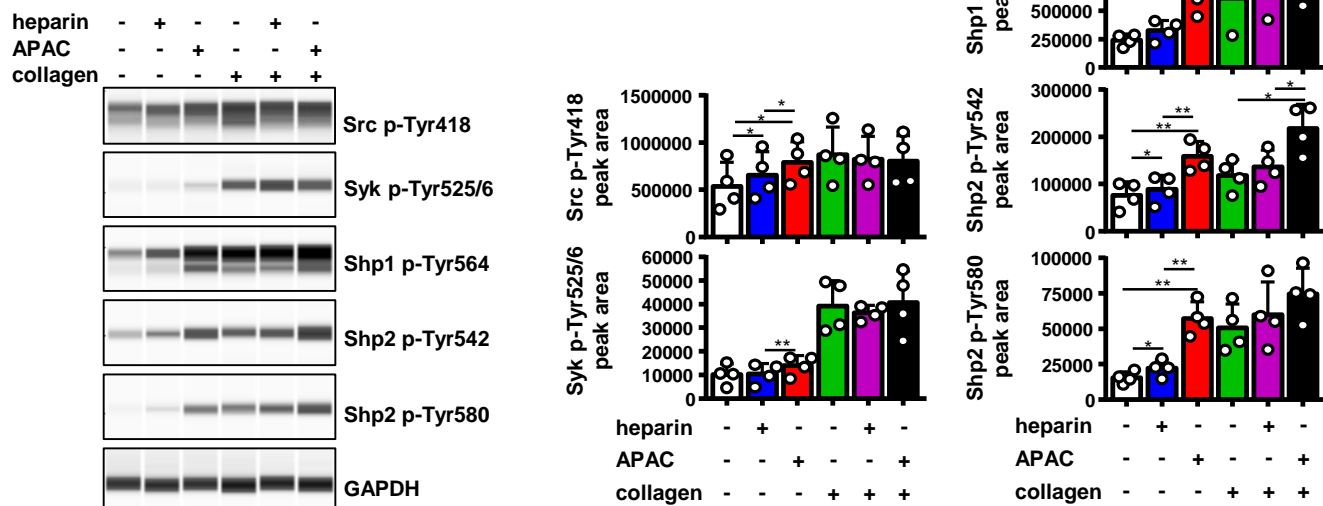 heparin - + - - + -
APAC - - + - - +
collagen - - - + + +
Src p-Tyr418
Syk p-Tyr525/6
Shp1 p-Tyr564
Shp2 p-Tyr542
Shp2 p-Tyr580
GAPDH
Src p-Tyr418
peak area
1500000
1000000
500000
0
*
*
*
Syk p-Tyr525/6
peak area
60000
50000
40000
30000
20000
10000
0
**
heparin - + - - + -
APAC - - + - - +
collagen - - - + + +
Shp1
peak
500000
250000
0
Shp2 p-Tyr542
peak area
300000
200000
100000
0
*
**
**
*
*
Shp2 p-Tyr580
peak area
100000
75000
50000
25000
0
**
**
*
heparin - + - - + -
APAC - - + - - +
collagen - - - + + +